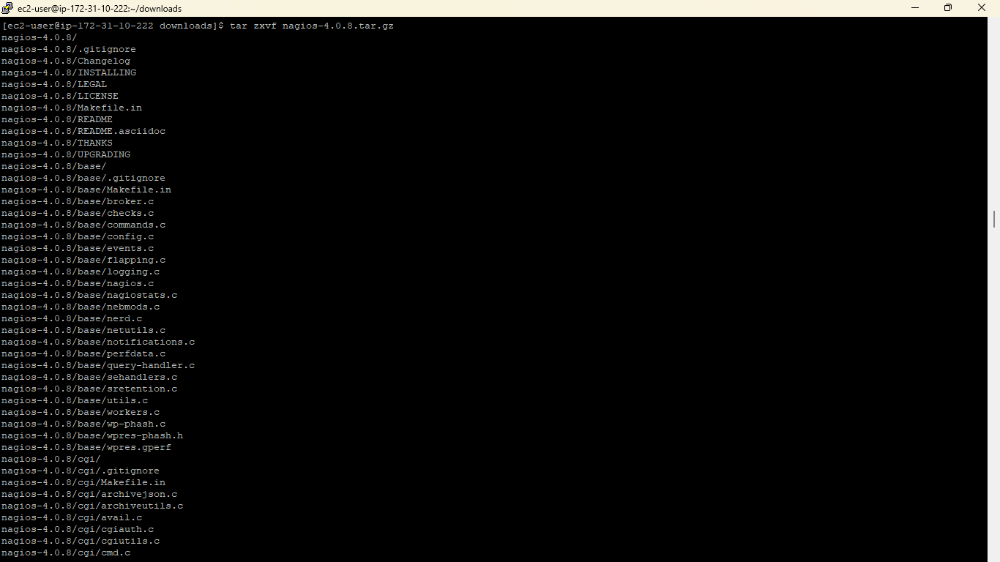 ec2-user@ip-172-31-10-222:~/downloads
[ec2-user@ip-172-31-10-222 downloads]$ tar zxvf nagios-4.0.8.tar.gz
nagios-4.0.8/
nagios-4.0.8/.gitignore
nagios-4.0.8/Changelog
nagios-4.0.8/INSTALLING
nagios-4.0.8/LEGAL
nagios-4.0.8/LICENSE
nagios-4.0.8/Makefile.in
nagios-4.0.8/README
nagios-4.0.8/README.asciidoc
nagios-4.0.8/THANKS
nagios-4.0.8/UPGRADING
nagios-4.0.8/base/
nagios-4.0.8/base/.gitignore
nagios-4.0.8/base/Makefile.in
nagios-4.0.8/base/broker.c
nagios-4.0.8/base/checks.c
nagios-4.0.8/base/commands.c
nagios-4.0.8/base/config.c
nagios-4.0.8/base/events.c
nagios-4.0.8/base/flapping.c
nagios-4.0.8/base/logging.c
nagios-4.0.8/base/nagios.c
nagios-4.0.8/base/nagiostats.c
nagios-4.0.8/base/nebmods.c
nagios-4.0.8/base/nerd.c
nagios-4.0.8/base/netutils.c
nagios-4.0.8/base/notifications.c
nagios-4.0.8/base/perfdata.c
nagios-4.0.8/base/query-handler.c
nagios-4.0.8/base/sehandlers.c
nagios-4.0.8/base/sretention.c
nagios-4.0.8/base/utils.c
nagios-4.0.8/base/workers.c
nagios-4.0.8/base/wp-phash.c
nagios-4.0.8/base/wpres-phash.h
nagios-4.0.8/base/wpres.gperf
nagios-4.0.8/cgi/
nagios-4.0.8/cgi/.gitignore
nagios-4.0.8/cgi/Makefile.in
nagios-4.0.8/cgi/archivejson.c
nagios-4.0.8/cgi/archiveutils.c
nagios-4.0.8/cgi/avail.c
nagios-4.0.8/cgi/cgiauth.c
nagios-4.0.8/cgi/cgiutils.c
nagios-4.0.8/cgi/cmd.c